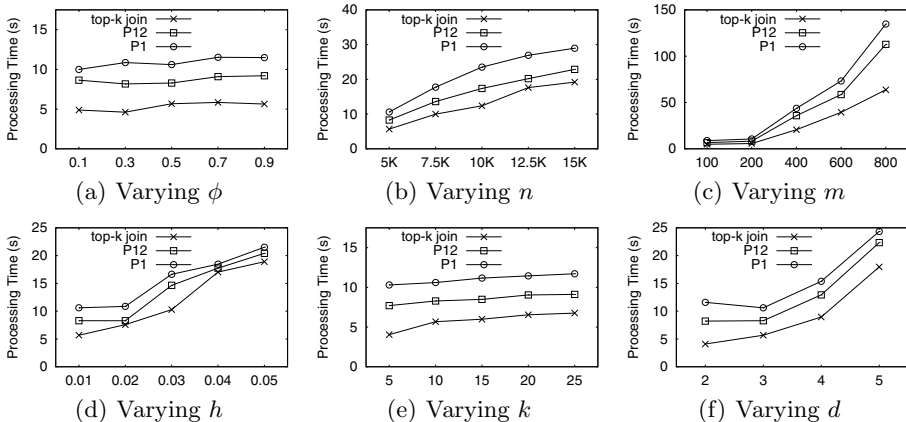 Processing Time (s)
top-k join
P12
P1
15
10
5
0
0.1 0.3 0.5 0.7 0.9
(a) Varying ϕ
Processing Time (s)
top-k join
P12
P1
40
30
20
10
0
5K 7.5K 10K 12.5K 15K
(b) Varying n
Processing Time (s)
top-k join
P12
P1
150
100
50
0
100 200 400 600 800
(c) Varying m
Processing Time (s)
top-k join
P12
P1
25
20
15
10
5
0
0.01 0.02 0.03 0.04 0.05
(d) Varying h
Processing Time (s)
top-k join
P12
P1
15
10
5
0
5 10 15 20 25
(e) Varying k
Processing Time (s)
top-k join
P12
P1
25
20
15
10
5
0
2 3 4 5
(f) Varying d